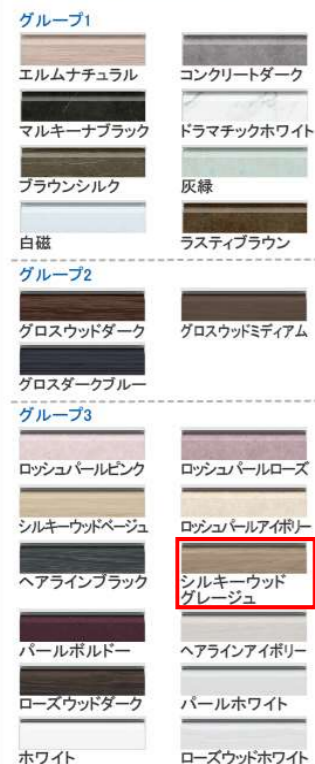 グループ1
エルムナチュラル コンクリートダーク
マルキーナブラック ドラマチックホワイト
ブラウンシルク 灰緑
白磁 ラスティブラウン
グループ2
グロスウッドダーク グロスウッドミディアム
グロスダークブルー
グループ3
ロッシュパールピンク ロッシュパールローズ
シルキーウッドベージュ ロッシュパールアイボリー
ヘアラインブラック シルキーウッド
グレージュ
パールボルドー ヘアラインアイボリー
ローズウッドダーク パールホワイト
ホワイト ローズウッドホワイト